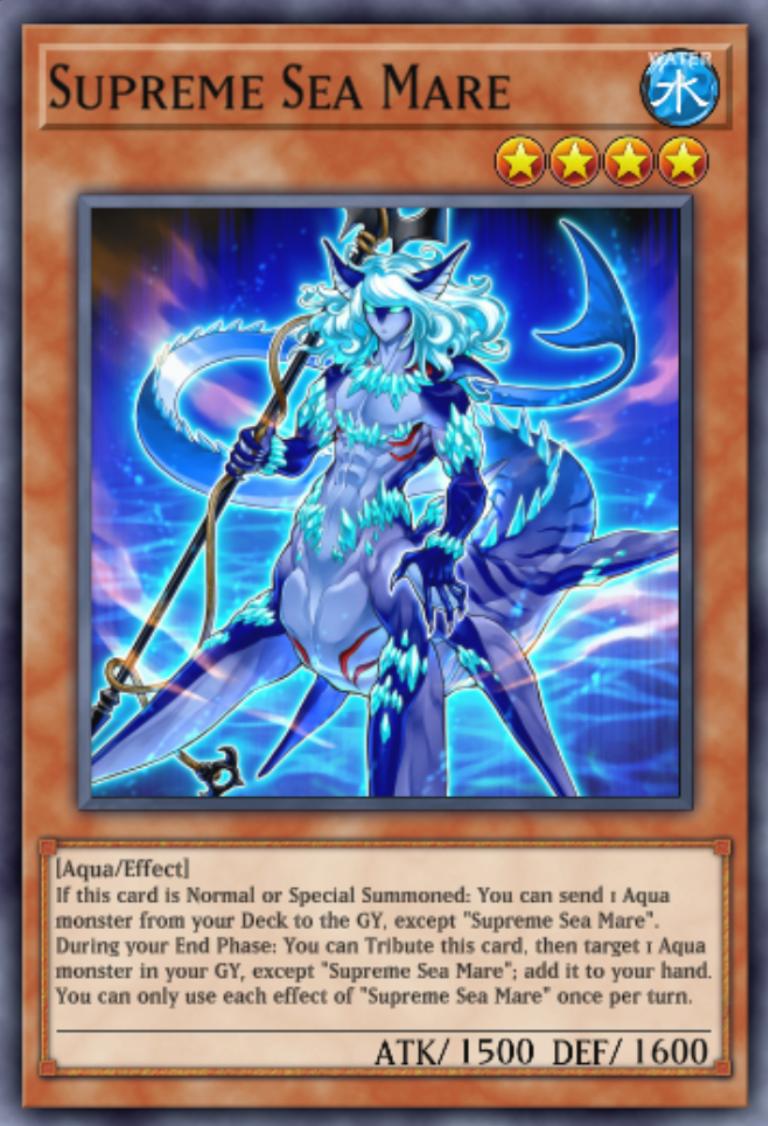 SUPREME SEA MARE
WATER
水
[Aqua/Effect]
If this card is Normal or Special Summoned: You can send 1 Aqua
monster from your Deck to the GY, except "Supreme Sea Mare".
During your End Phase: You can Tribute this card, then target 1 Aqua
monster in your GY, except "Supreme Sea Mare"; add it to your hand.
You can only use each effect of "Supreme Sea Mare" once per turn.
ATK/ 1500 DEF/ 1600